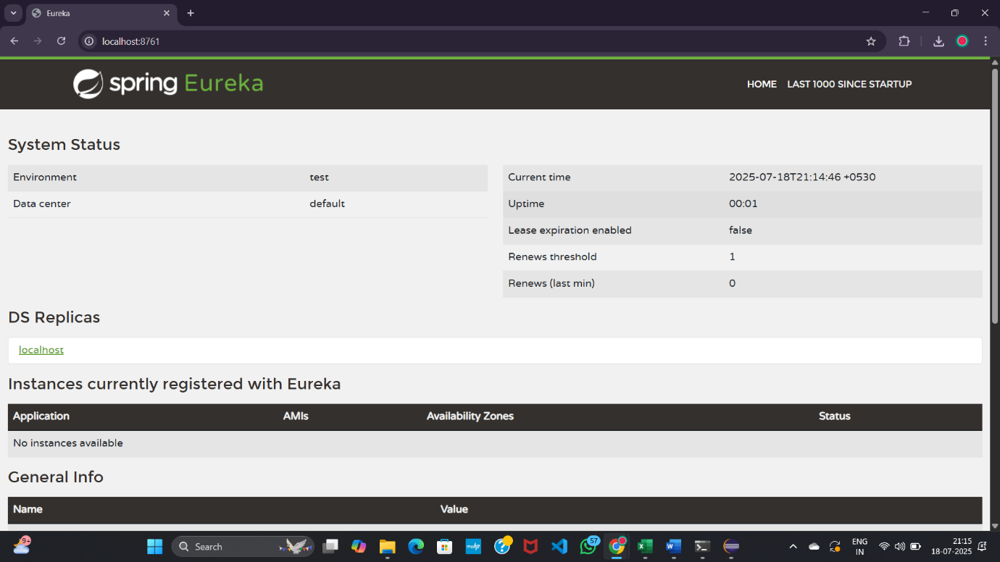 Eureka
localhost:8761
spring Eureka
HOME LAST 1000 SINCE STARTUP
System Status
Environment test
Data center default
Current time 2025-07-18T21:14:46 +0530
Uptime 00:01
Lease expiration enabled false
Renews threshold 1
Renews (last min) 0
DS Replicas
localhost
Instances currently registered with Eureka
Application AMIs Availability Zones Status
No instances available
General Info
Name Value
9+
Search
myhp
57
ENG
IN
21:15
18-07-2025